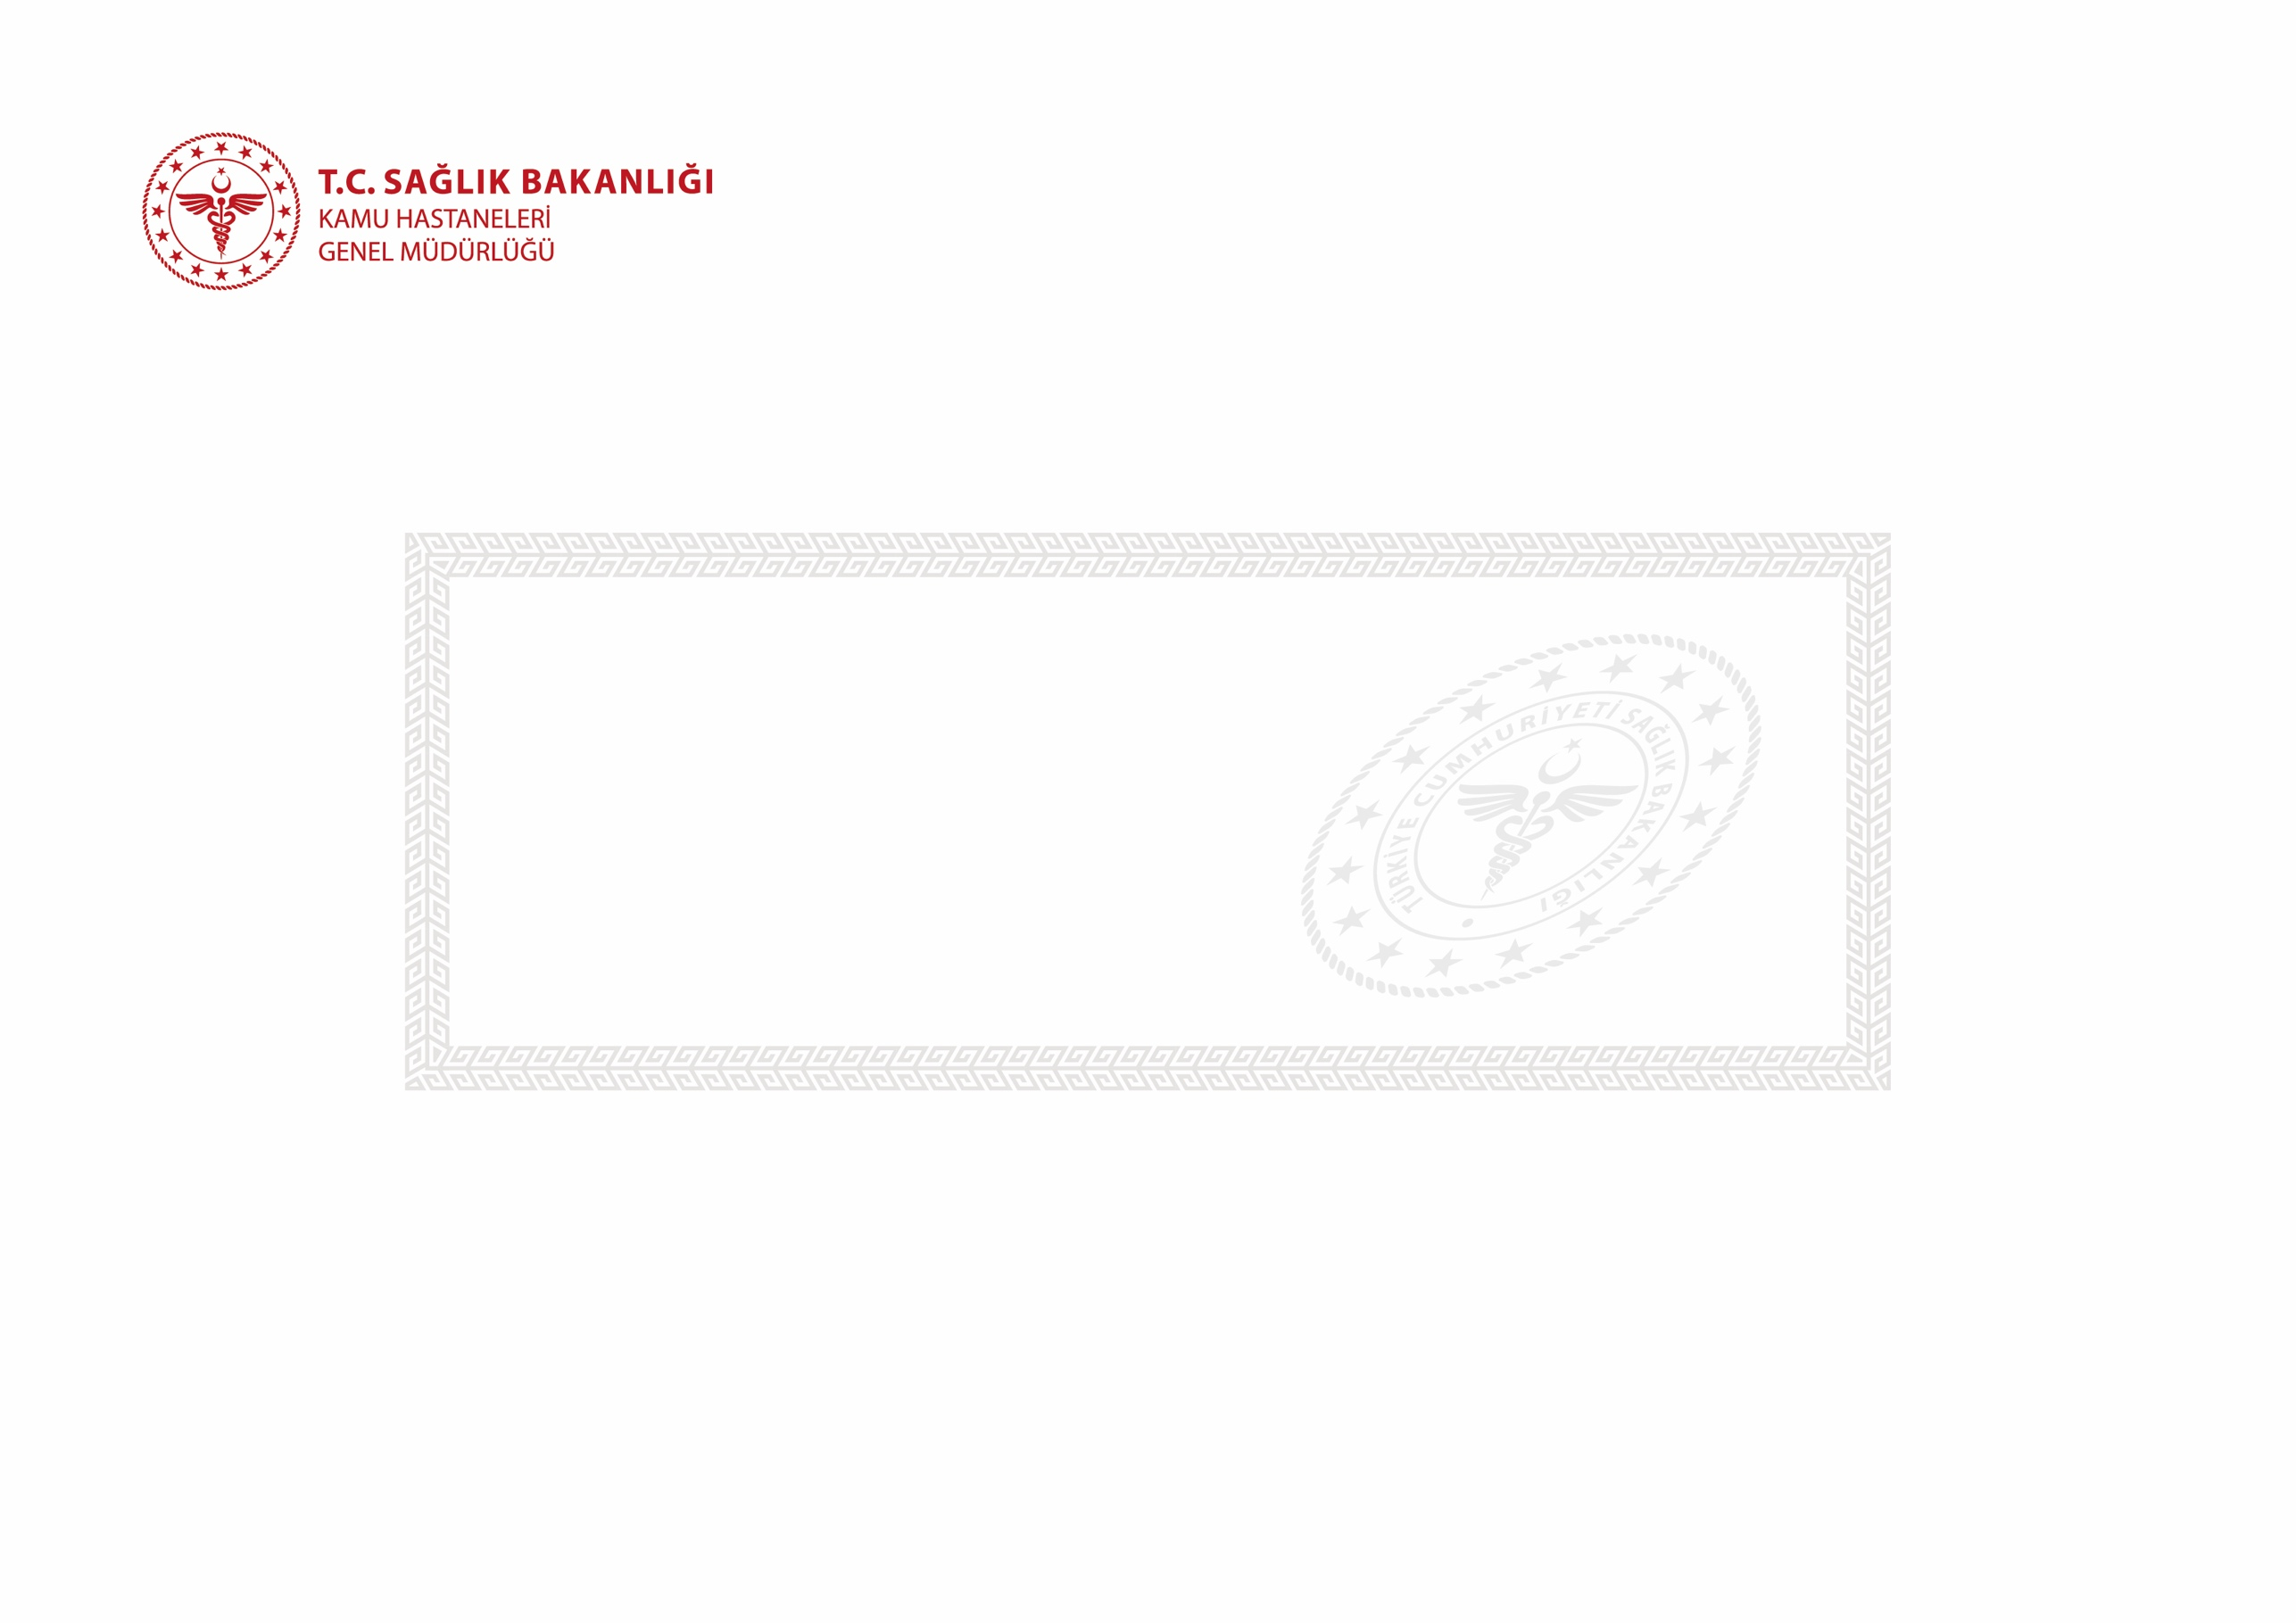 T.C. SAĞLIK BAKANLIĞI
KAMU HASTANELERİ
GENEL MÜDÜRLÜĞÜ
TÜRKİYE CUMHURİYETİ SAĞLIK BAKANLIĞI